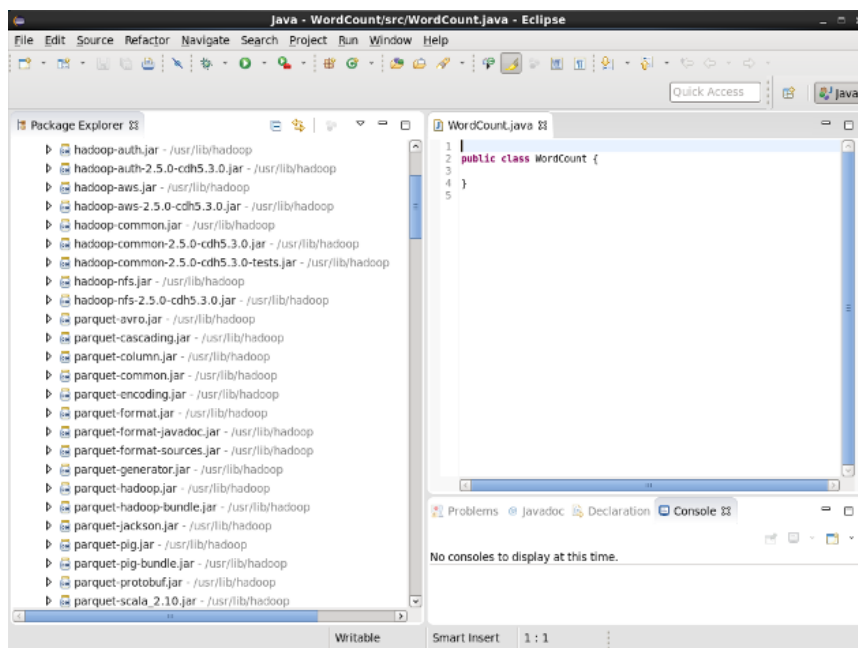 Java - WordCount/src/WordCount.java - Eclipse
File Edit Source Refactor Navigate Search Project Run Window Help
Quick Access
Java
Package Explorer
hadoop-auth.jar - /usr/lib/hadoop
hadoop-auth-2.5.0-cdh5.3.0.jar - /usr/lib/hadoop
hadoop-aws.jar - /usr/lib/hadoop
hadoop-aws-2.5.0-cdh5.3.0.jar - /usr/lib/hadoop
hadoop-common.jar - /usr/lib/hadoop
hadoop-common-2.5.0-cdh5.3.0.jar - /usr/lib/hadoop
hadoop-common-2.5.0-cdh5.3.0-tests.jar - /usr/lib/hadoop
hadoop-nfs.jar - /usr/lib/hadoop
hadoop-nfs-2.5.0-cdh5.3.0.jar - /usr/lib/hadoop
parquet-avro.jar - /usr/lib/hadoop
parquet-cascading.jar - /usr/lib/hadoop
parquet-column.jar - /usr/lib/hadoop
parquet-common.jar - /usr/lib/hadoop
parquet-encoding.jar - /usr/lib/hadoop
parquet-format.jar - /usr/lib/hadoop
parquet-format-javadoc.jar - /usr/lib/hadoop
parquet-format-sources.jar - /usr/lib/hadoop
parquet-generator.jar - /usr/lib/hadoop
parquet-hadoop.jar - /usr/lib/hadoop
parquet-hadoop-bundle.jar - /usr/lib/hadoop
parquet-jackson.jar - /usr/lib/hadoop
parquet-pig.jar - /usr/lib/hadoop
parquet-pig-bundle.jar - /usr/lib/hadoop
parquet-protobuf.jar - /usr/lib/hadoop
parquet-scala_2.10.jar - /usr/lib/hadoop
WordCount.java
1
2 public class WordCount {
3
4 }
5
Problems Javadoc Declaration Console
No consoles to display at this time.
Writable Smart Insert 1 : 1